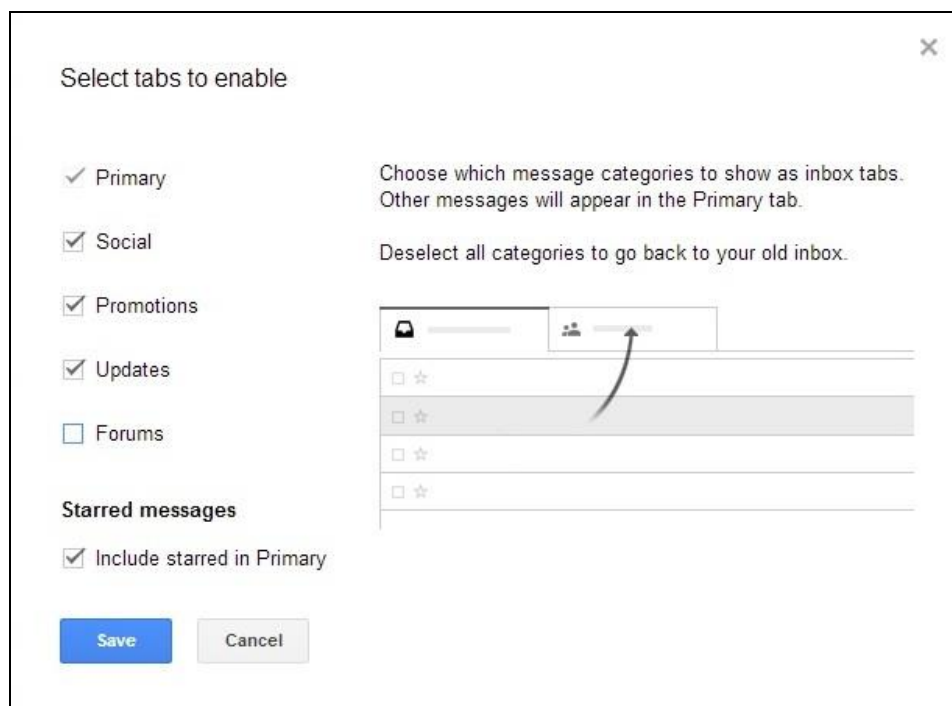 Select tabs to enable
Primary
Social
Promotions
Updates
Forums
Starred messages
Include starred in Primary
Save
Cancel
Choose which message categories to show as inbox tabs.
Other messages will appear in the Primary tab.
Deselect all categories to go back to your old inbox.